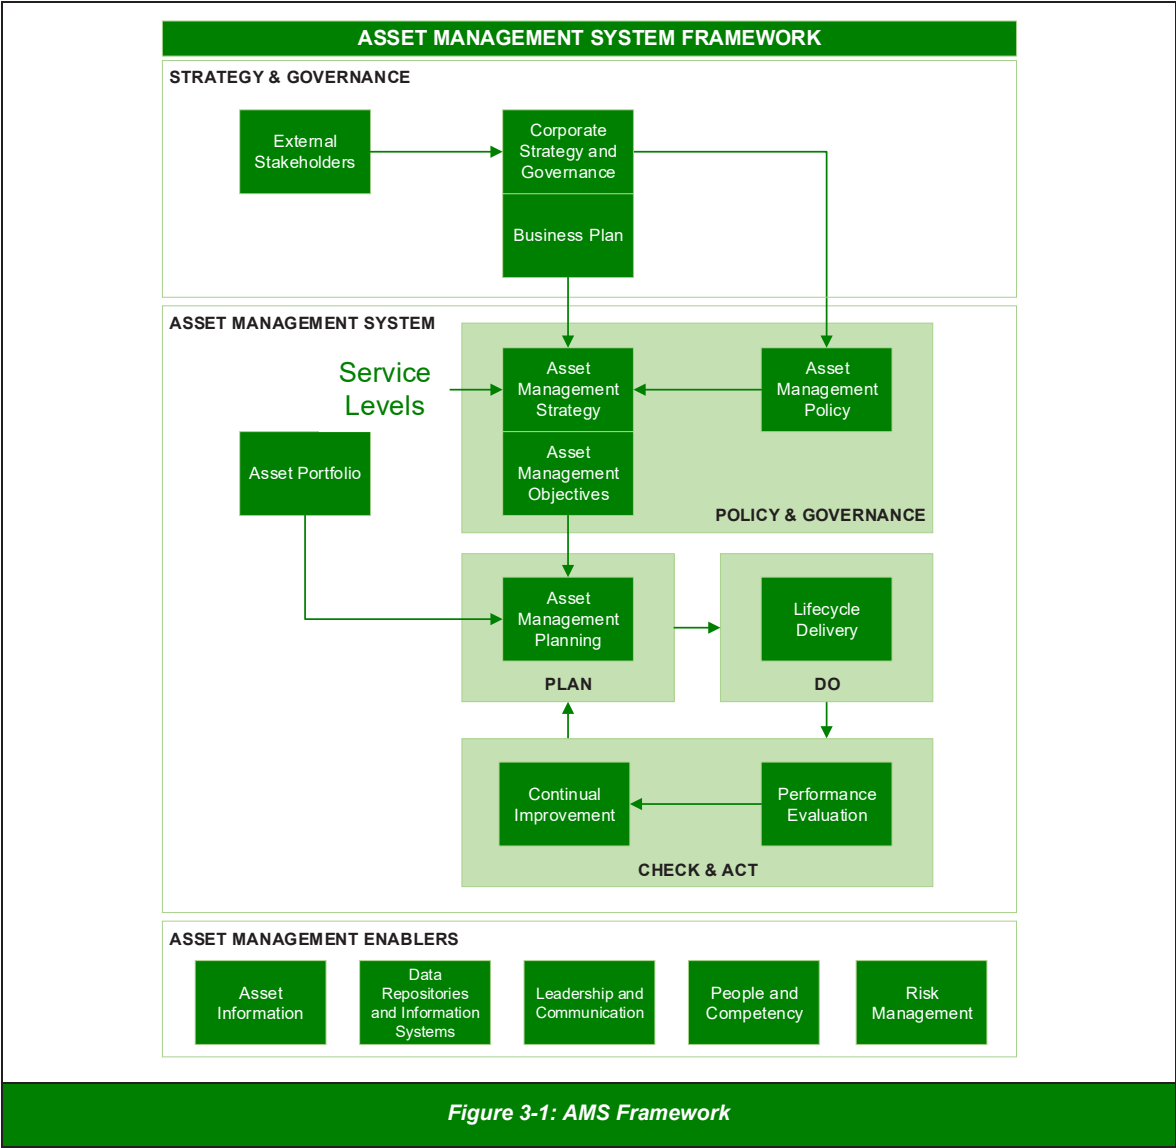 ASSET MANAGEMENT SYSTEM FRAMEWORK
STRATEGY & GOVERNANCE
External
Stakeholders
Corporate
Strategy and
Governance
Business Plan
ASSET MANAGEMENT SYSTEM
Service
Levels
Asset
Management
Strategy
Asset
Management
Policy
Asset Portfolio
Asset
Management
Objectives
POLICY & GOVERNANCE
Asset
Management
Planning
PLAN
Lifecycle
Delivery
DO
Continual
Improvement
Performance
Evaluation
CHECK & ACT
ASSET MANAGEMENT ENABLERS
Asset
Information
Data
Repositories
and Information
Systems
Leadership and
Communication
People and
Competency
Risk
Management
Figure 3-1: AMS Framework